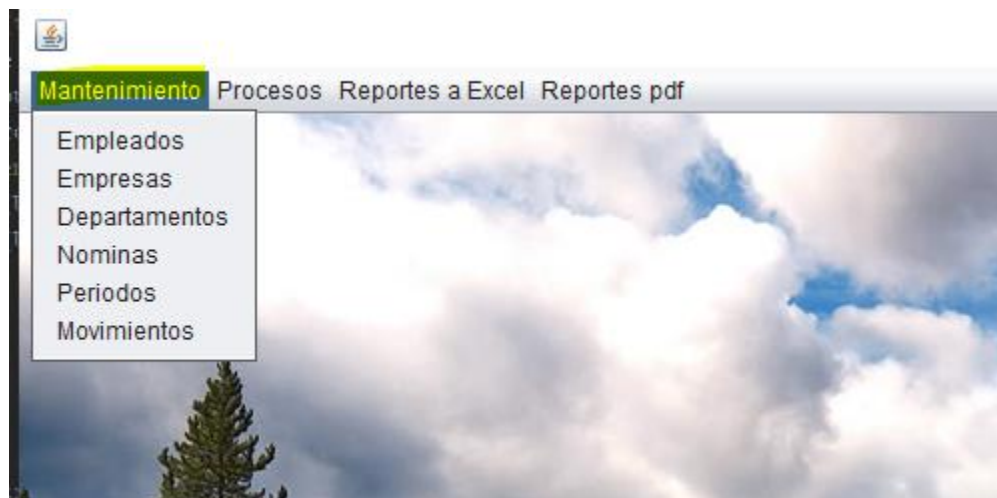 Mantenimiento Procesos Reportes a Excel Reportes pdf
Empleados
Empresas
Departamentos
Nominas
Periodos
Movimientos